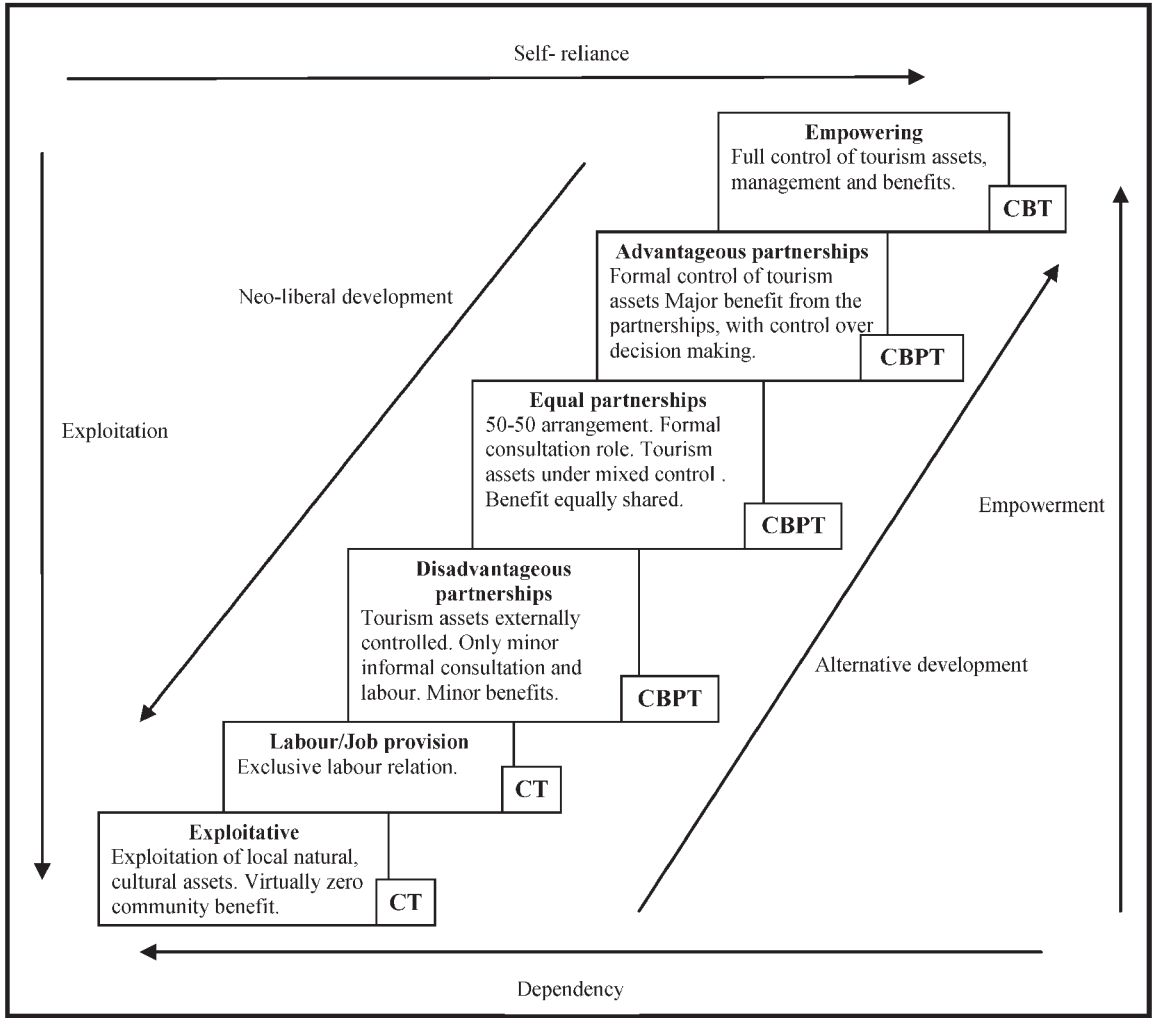 Self- reliance
Empowering
Full control of tourism assets,
management and benefits.
CBT
Advantageous partnerships
Formal control of tourism
assets Major benefit from the
partnerships, with control over
decision making.
CBPT
Neo-liberal development
Equal partnerships
50-50 arrangement. Formal
consultation role. Tourism
assets under mixed control .
Benefit equally shared.
CBPT
Exploitation
Empowerment
Disadvantageous
partnerships
Tourism assets externally
controlled. Only minor
informal consultation and
labour. Minor benefits.
CBPT
Alternative development
Labour/Job provision
Exclusive labour relation.
CT
Exploitative
Exploitation of local natural,
cultural assets. Virtually zero
community benefit.
CT
Dependency